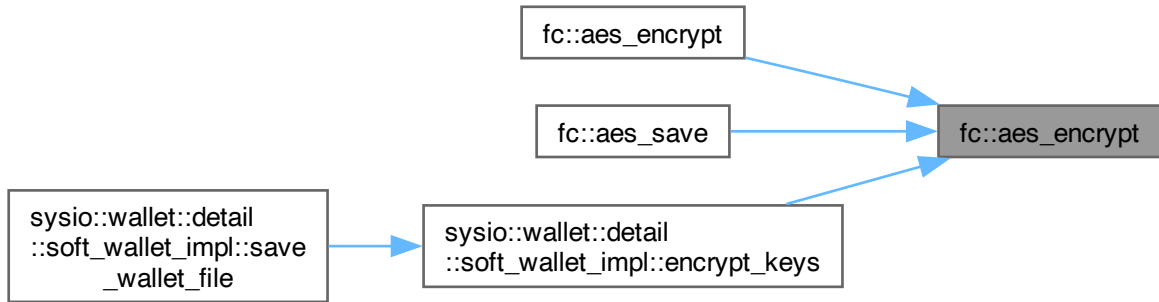 fc::aes_encrypt
fc::aes_save
fc::aes_encrypt
sysio::wallet::detail
::soft_wallet_impl::save
_wallet_file
sysio::wallet::detail
::soft_wallet_impl::encrypt_keys